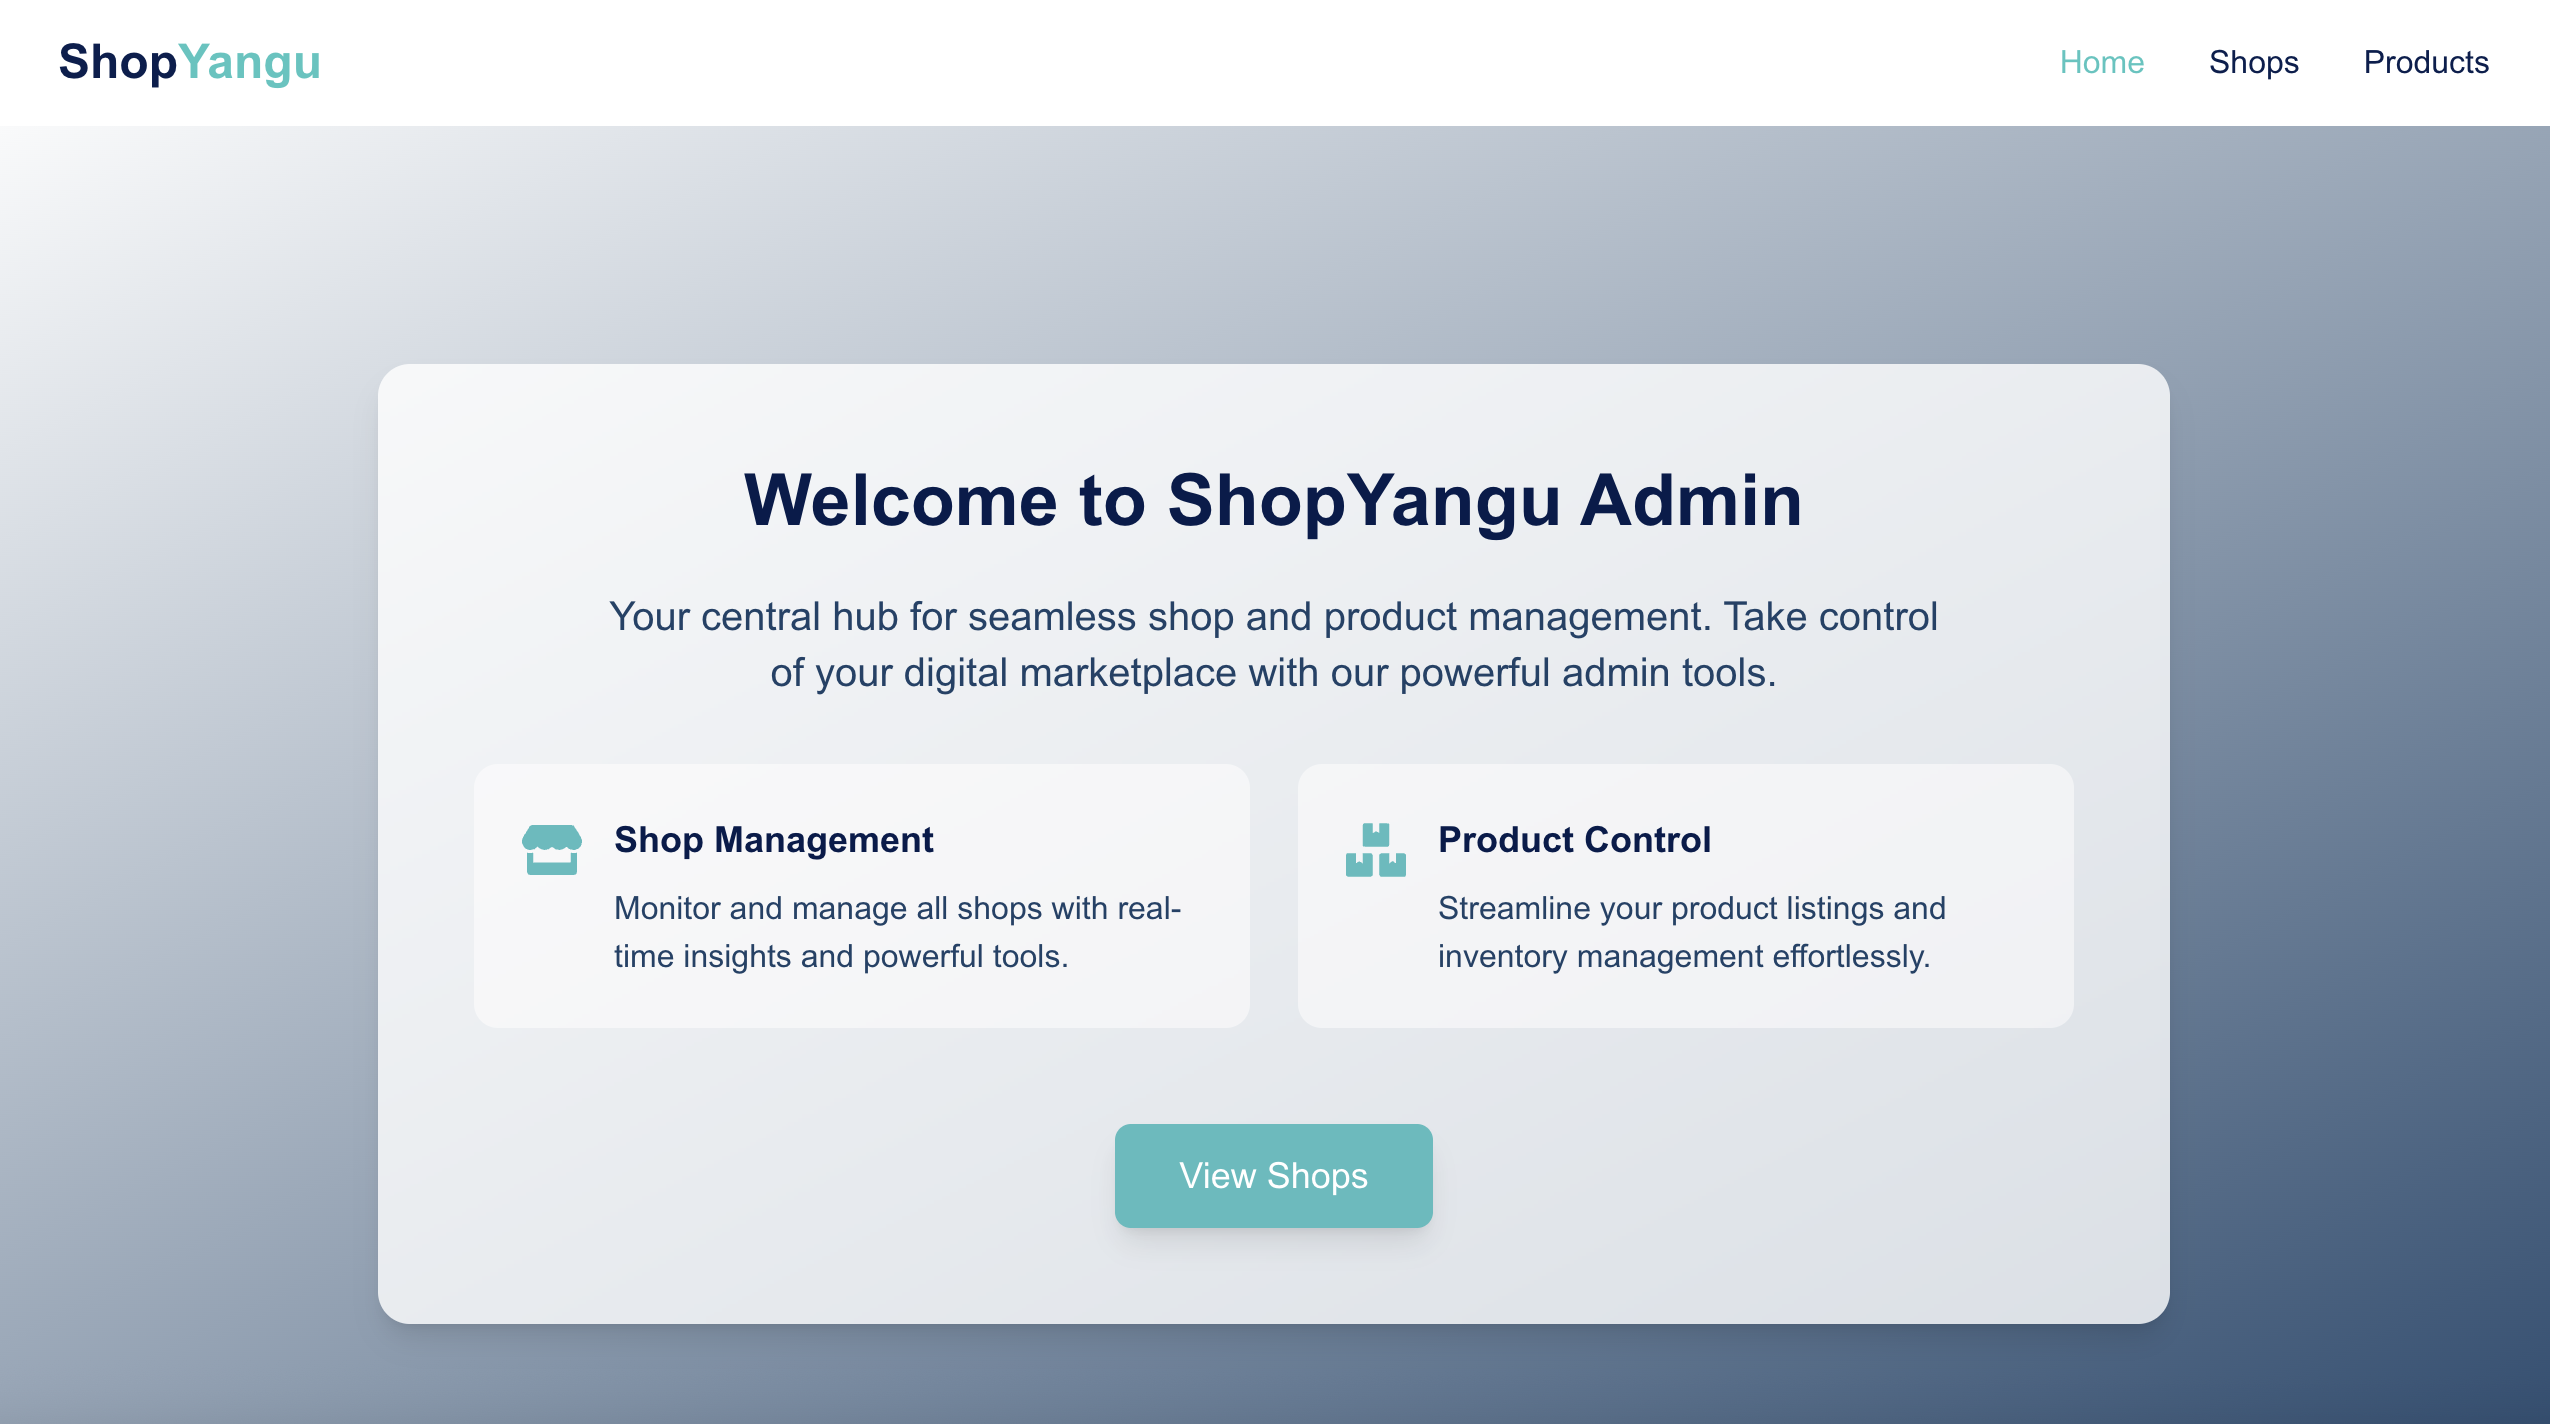 ShopYangu
Home
Shops
Products
Welcome to ShopYangu Admin
Your central hub for seamless shop and product management. Take control
of your digital marketplace with our powerful admin tools.
Shop Management
Monitor and manage all shops with real-
time insights and powerful tools.
Product Control
Streamline your product listings and
inventory management effortlessly.
View Shops